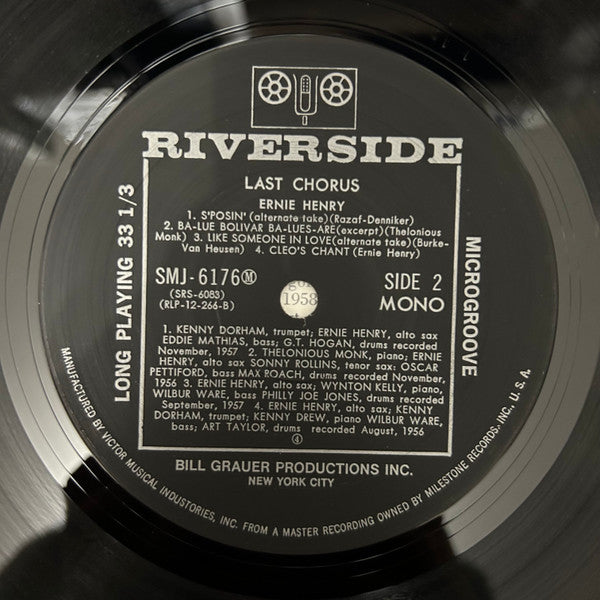 RIVERSIDE
LAST CHORUS
ERNIE HENRY
1. S'POSIN' (alternate take)(Razaf-Denniker)
2. BA-LUE BOLIVAR BA-LUES-ARE(excerpt)(Thelonious
Monk) 3. LIKE SOMEONE IN LOVE(alternate take)(Burke-
Van Heusen) 4. CLEO'S CHANT (Ernie Henry)
SMJ-6176Ⓜ
SIDE 2
(SRS-6083)
(RLP-12-266-B)
MONO
1958
1. KENNY DORHAM, trumpet; ERNIE HENRY, alto sax
EDDIE MATHIAS, bass; G.T. HOGAN, drums recorded
November, 1957 2. THELONIOUS MONK, piano; ERNIE
HENRY, alto sax SONNY ROLLINS, tenor sax: OSCAR
PETTIFORD, bass MAX ROACH, drums recorded November,
1956 3. ERNIE HENRY, alto sax; WYNTON KELLY, piano,
WILBUR WARE, bass PHILLY JOE JONES, drums recorded
September, 1957 4. ERNIE HENRY, alto sax; KENNY
DORHAM, trumpet; KENNY DREW, piano WILBUR WARE,
bass; ART TAYLOR, drums recorded August, 1956
④
BILL GRAUER PRODUCTIONS INC.
NEW YORK CITY
LONG PLAYING 33 1/3
MICROGROOVE
MANUFACTURED BY VICTOR MUSICAL INDUSTORIES, INC. FROM A MASTER RECORDING OWNED BY MILESTONE RECORDS, INC, U. S. A.